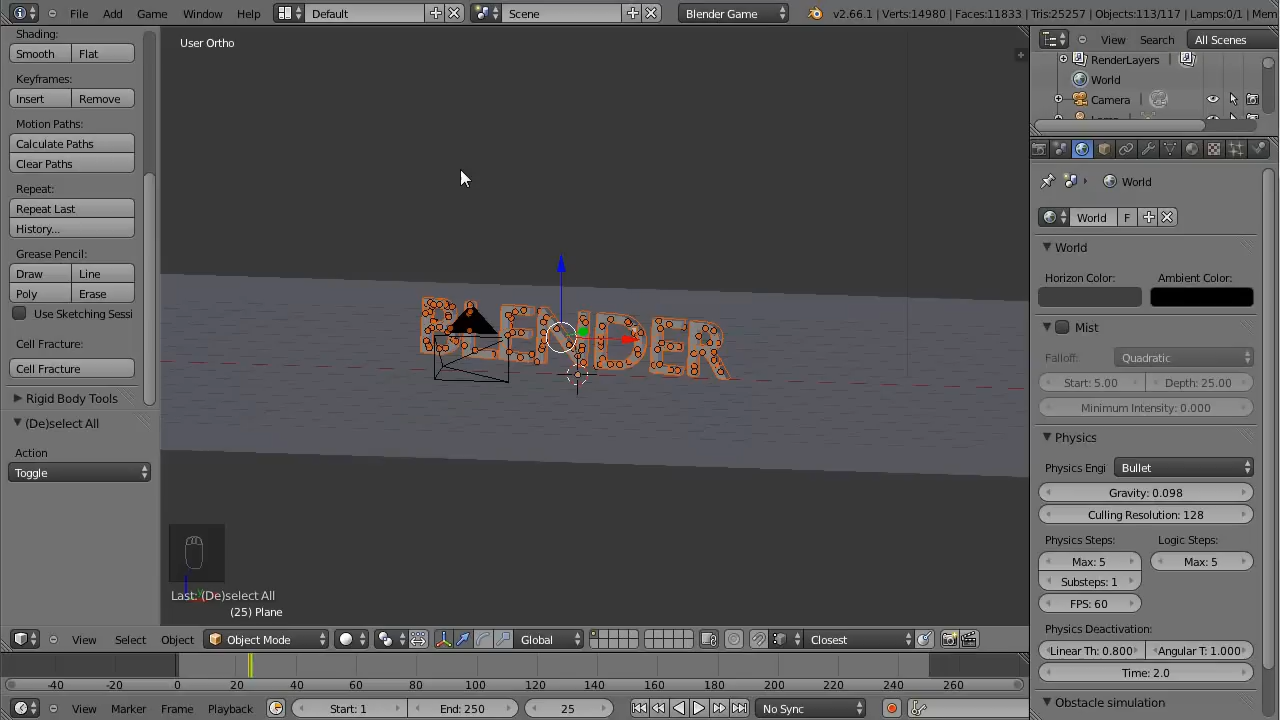 File Add Game Window Help Default Scene Blender Game v2.66.1 | Verts:14980 | Faces:11833 | Tris:25257 | Objects:113/117 | Lamps:0/1 | Mem
User Ortho
Shading:
Smooth Flat
Keyframes:
Insert Remove
Motion Paths:
Calculate Paths
Clear Paths
Repeat:
Repeat Last
History...
Grease Pencil:
Draw Line
Poly Erase
Use Sketching Sessi
Cell Fracture:
Cell Fracture
Rigid Body Tools
(De)select All
Action
Toggle
BLENDER
Last: (De)select All
(25) Plane
View Select Object Object Mode Global Closest
-40 -20 0 20 40 60 80 100 120 140 160 180 200 220 240 260
View Marker Frame Playback Start: 1 End: 250 25 No Sync
View Search All Scenes
RenderLayers
World
Camera
World
World F
World
Horizon Color: Ambient Color:
Mist
Falloff: Quadratic
Start: 5.00 Depth: 25.00
Minimum Intensity: 0.000
Physics
Physics Engi Bullet
Gravity: 0.098
Culling Resolution: 128
Physics Steps: Logic Steps:
Max: 5 Max: 5
Substeps: 1
FPS: 60
Physics Deactivation:
Linear Th: 0.800 Angular T: 1.000
Time: 2.0
Obstacle simulation